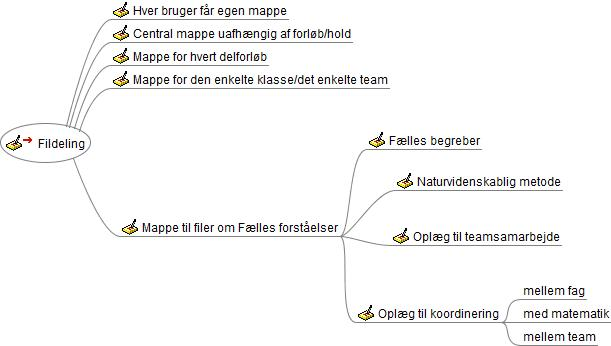 Hver bruger får egen mappe
Central mappe uafhængig af forløb/hold
Mappe for hvert delforløb
Mappe for den enkelte klasse/det enkelte team
Fildeling
Fælles begreber
Naturvidenskablig metode
Mappe til filer om Fælles forståelser
Oplæg til teamsamarbejde
Oplæg til koordinering
mellem fag
med matematik
mellem team